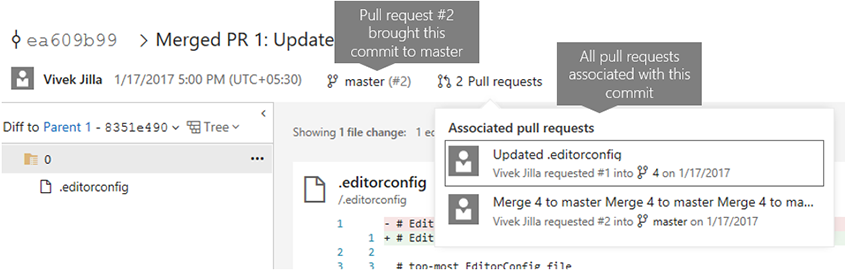 Pull request #2
brought this
commit to master
ea609b99 > Merged PR 1: Update
All pull requests
associated with this
commit
Vivek Jilla 1/17/2017 5:00 PM (UTC+05:30) master (#2) 2 Pull requests
Diff to Parent 1 - 8351e490 Tree
Showing 1 file change: 1
Associated pull requests
0 ...
Updated .editorconfig
Vivek Jilla requested #1 into 4 on 1/17/2017
.editorconfig
.editorconfig
/.editorconfig
Merge 4 to master Merge 4 to master Merge 4 to ma...
Vivek Jilla requested #2 into master on 1/17/2017
1 - # Edit
1 + # Edit
2 2
3 3 # top-most EditorConfig file